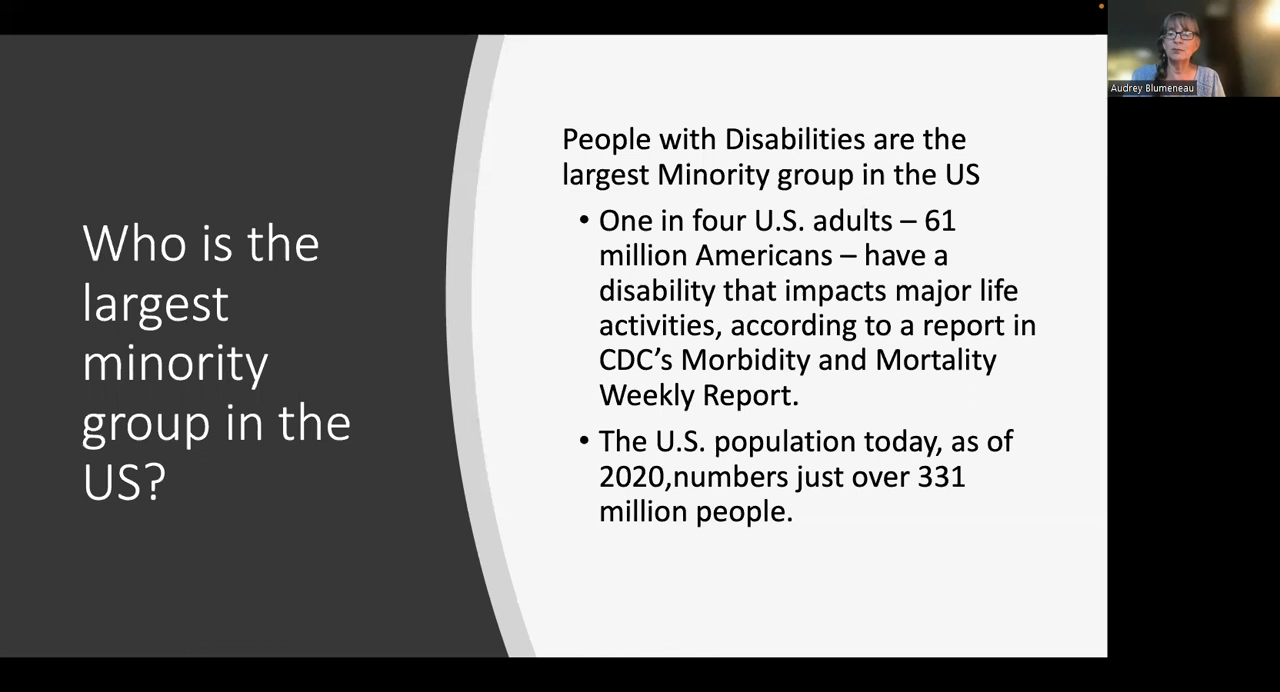 Who is the
largest
minority
group in the
US?
People with Disabilities are the
largest Minority group in the US
• One in four U.S. adults – 61
million Americans – have a
disability that impacts major life
activities, according to a report in
CDC’s Morbidity and Mortality
Weekly Report.
• The U.S. population today, as of
2020,numbers just over 331
million people.
Audrey Blumeneau